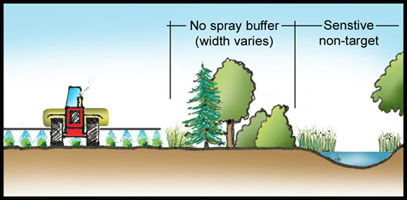 No spray buffer
(width varies)
Senstive
non-target